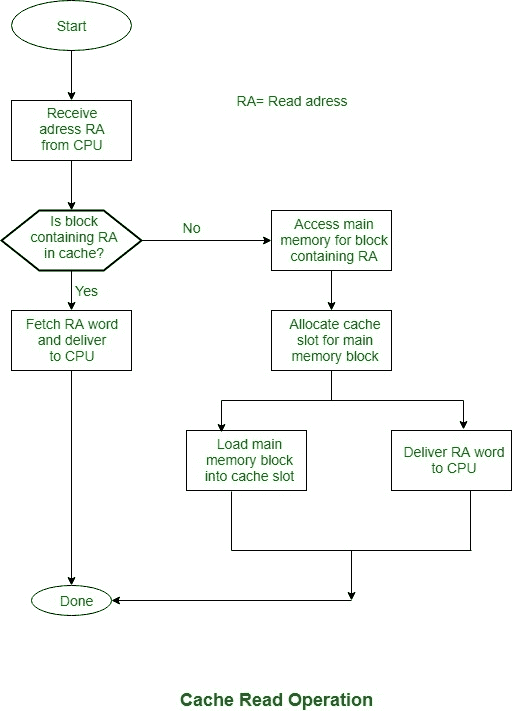 Start
RA= Read adress
Receive
adress RA
from CPU
Is block
containing RA
in cache?
No
Access main
memory for block
containing RA
Yes
Fetch RA word
and deliver
to CPU
Allocate cache
slot for main
memory block
Load main
memory block
into cache slot
Deliver RA word
to CPU
Done
Cache Read Operation